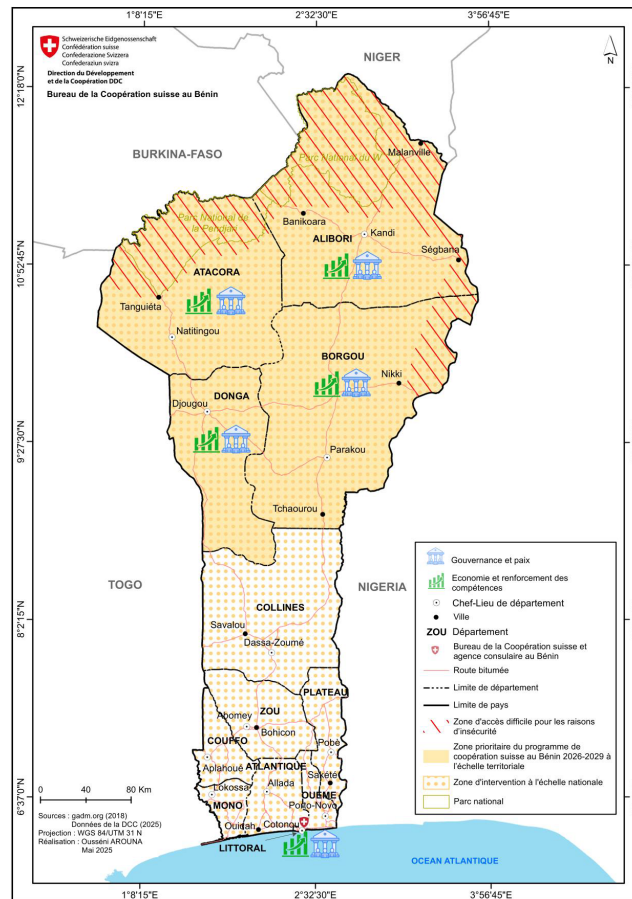 1°8'15"E
2°32'30"E
3°56'45"E
Schweizerische Eidgenossenschaft
Confédération suisse
Confederazione Svizzera
Confederaziun svizra
Direction du Développement
et de la Coopération DDC
Bureau de la Coopération suisse au Bénin
NIGER
N
12°18'0"N
BURKINA-FASO
Malanville
Parc National du W
Parc National de
la Pendjari
Banikoara
Kandi
ALIBORI
Ségbana
10°52'45"N
ATACORA
Tanguiéta
Natitingou
BORGOU
Nikki
DONGA
Djougou
9°27'30"N
Parakou
Tchaourou
TOGO
NIGERIA
8°2'15"N
COLLINES
Savalou
Dassa-Zoumè
PLATEAU
ZOU
Abomey
Bohicon
COUFFO
Pobè
Aplahoué
ATLANTIQUE
Allada
Sakété
Lokossa
OUÉMÉ
MONO
Porto-Novo
6°37'0"N
Ouidah
Cotonou
LITTORAL
OCEAN ATLANTIQUE
Gouvernance et paix
Economie et renforcement des
compétences
Chef-Lieu de département
Ville
ZOU Département
Bureau de la Coopération suisse et
agence consulaire au Bénin
Route bitumée
Limite de département
Limite de pays
Zone d'accès difficile pour les raisons
d'insécurité
Zone prioritaire du programme de
coopération suisse au Bénin 2026-2029 à
l'échelle territoriale
Zone d'intervention à l'échelle nationale
Parc national
0 40 80 Km
Sources : gadm.org (2018)
Données de la DCC (2025)
Projection : WGS 84/UTM 31 N
Réalisation : Ousséni AROUNA
Mai 2025
1°8'15"E
2°32'30"E
3°56'45"E